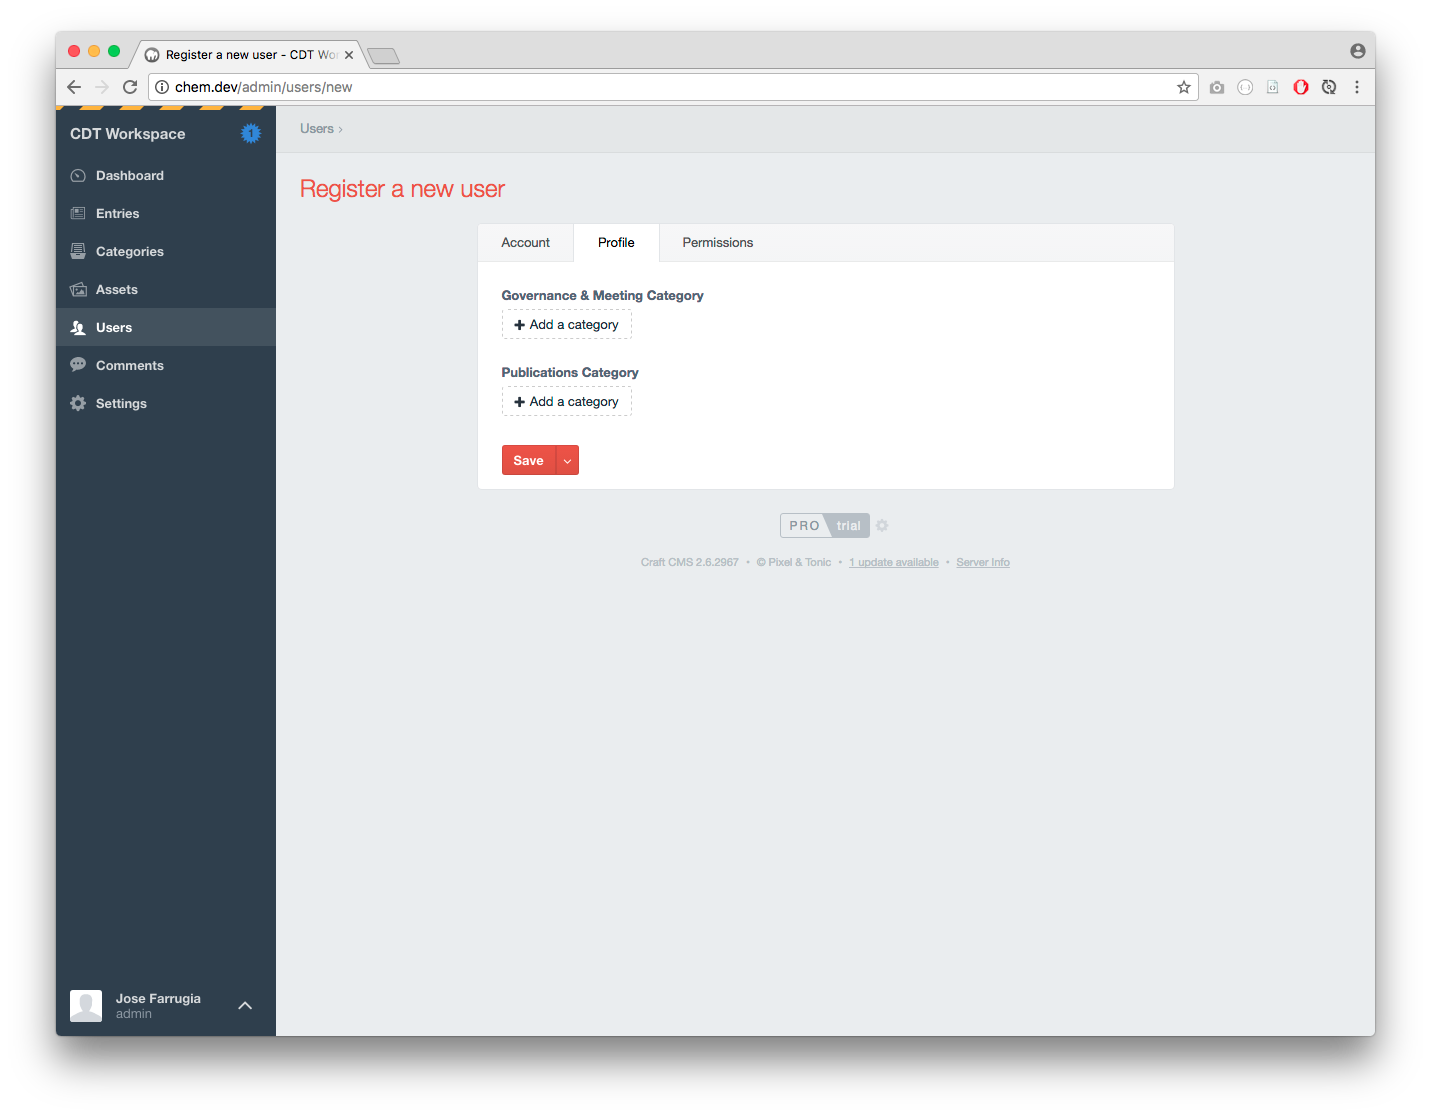 Register a new user - CDT Wo
chem.dev/admin/users/new
CDT Workspace
1
Dashboard
Entries
Categories
Assets
Users
Comments
Settings
Jose Farrugia
admin
Users ›
Register a new user
Account
Profile
Permissions
Governance & Meeting Category
+ Add a category
Publications Category
+ Add a category
Save
PRO trial
Craft CMS 2.6.2967 • © Pixel & Tonic • 1 update available • Server Info